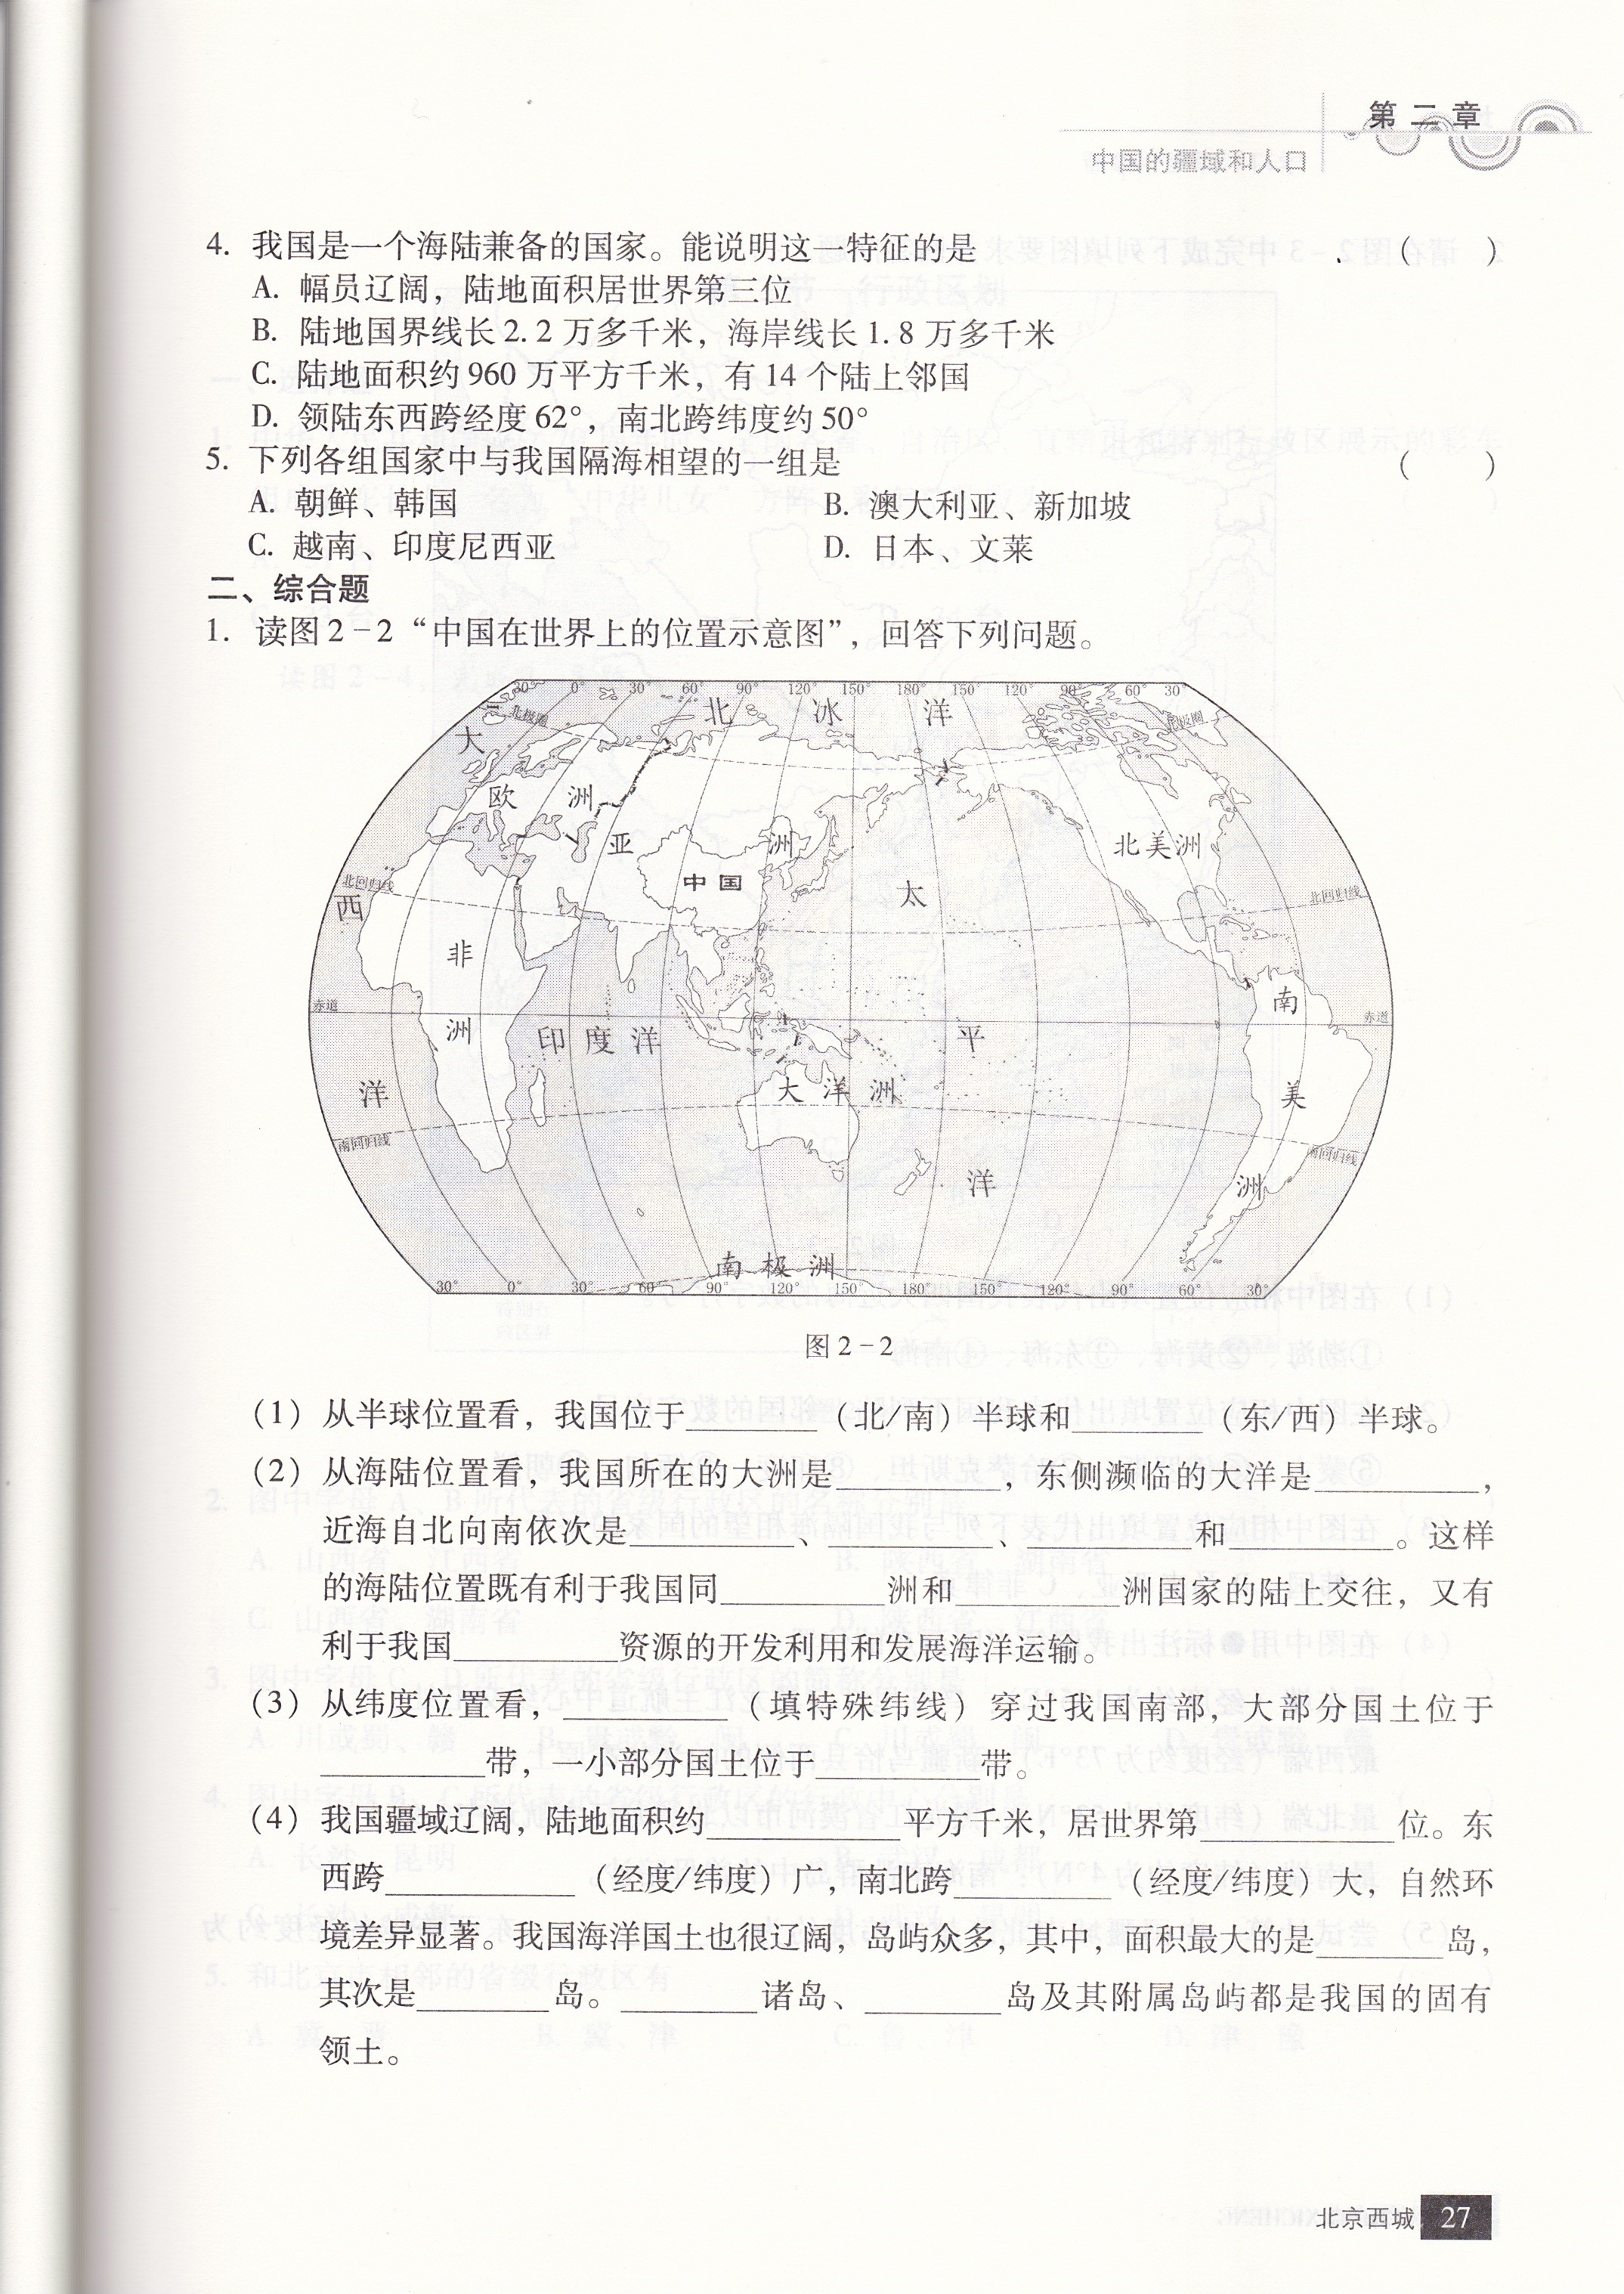 第二章
中国的疆域和人口
4. 我国是一个海陆兼备的国家。能说明这一特征的是 （ ）
A. 幅员辽阔，陆地面积居世界第三位
B. 陆地国界线长2.2万多千米，海岸线长1.8万多千米
C. 陆地面积约960万平方千米，有14个陆上邻国
D. 领陆东西跨经度62°，南北跨纬度约50°
5. 下列各组国家中与我国隔海相望的一组是 （ ）
A. 朝鲜、韩国 B. 澳大利亚、新加坡
C. 越南、印度尼西亚 D. 日本、文莱
二、综合题
1. 读图2-2“中国在世界上的位置示意图”，回答下列问题。
30° 0° 30° 60° 90° 120° 150° 180° 150° 120° 90° 60° 30°
北冰洋
北极圈 北极圈
大
欧洲
亚洲
北美洲
中国
太
北回归线 北回归线
西
非
南
赤道 赤道
洲
印度洋
平
大洋洲
洋
美
南回归线 南回归线
洋
洲
南极洲
30° 0° 30° 60° 90° 120° 150° 180° 150° 120° 90° 60° 30°
图2-2
（1）从半球位置看，我国位于________（北/南）半球和________（东/西）半球。
（2）从海陆位置看，我国所在的大洲是________，东侧濒临的大洋是________，
近海自北向南依次是________、________、________和________。这样
的海陆位置既有利于我国同________洲和________洲国家的陆上交往，又有
利于我国________资源的开发利用和发展海洋运输。
（3）从纬度位置看，________（填特殊纬线）穿过我国南部，大部分国土位于
________带，一小部分国土位于________带。
（4）我国疆域辽阔，陆地面积约________平方千米，居世界第________位。东
西跨________（经度/纬度）广，南北跨________（经度/纬度）大，自然环
境差异显著。我国海洋国土也很辽阔，岛屿众多，其中，面积最大的是________岛，
其次是________岛。________诸岛、________岛及其附属岛屿都是我国的固有
领土。
北京西城 27